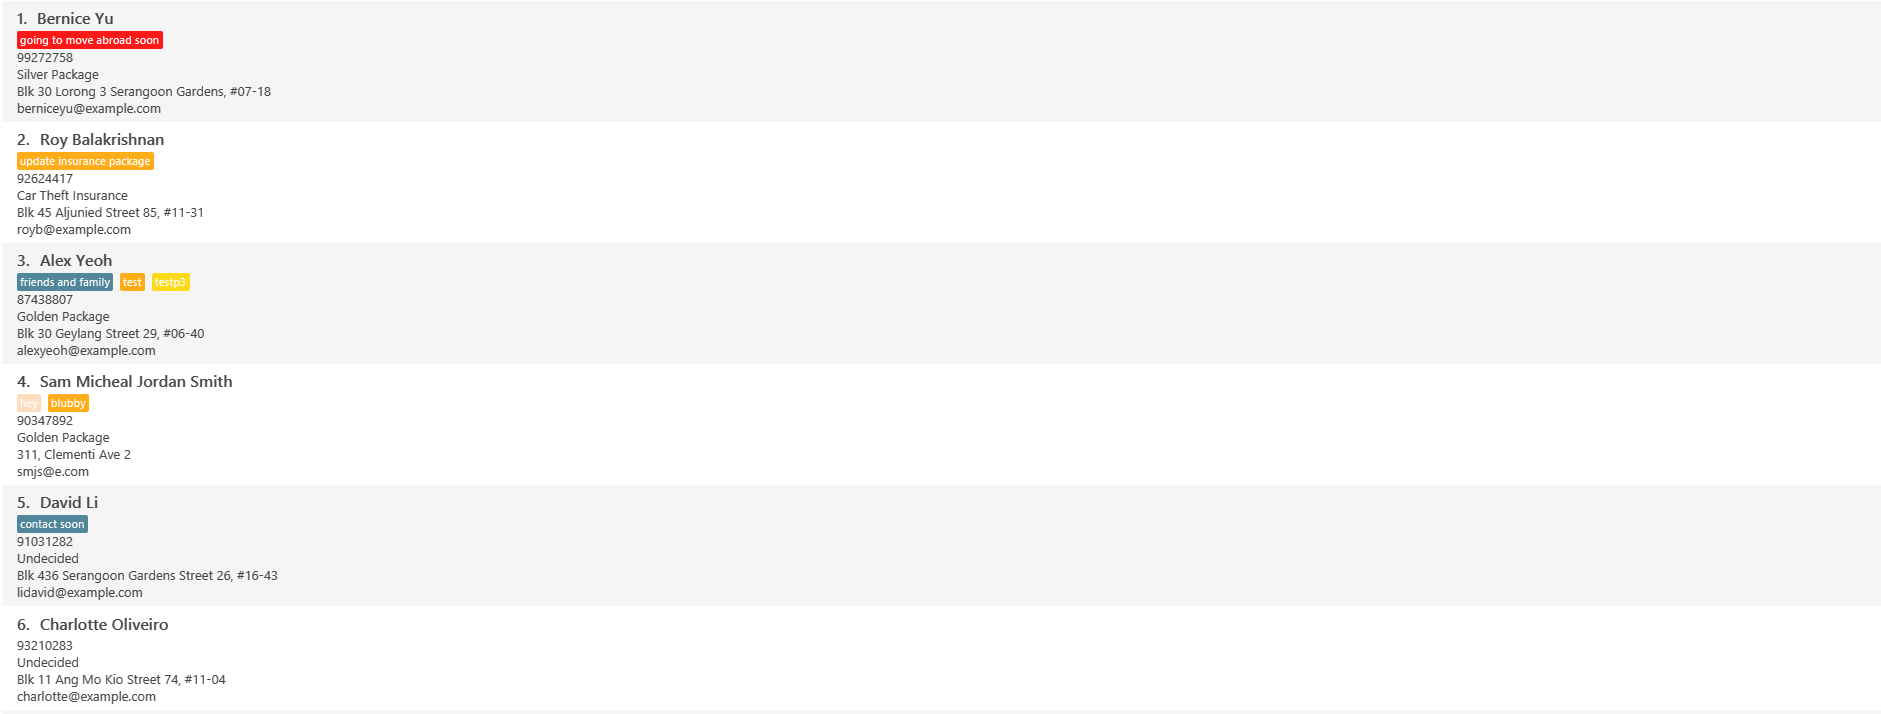 1. Bernice Yu
going to move abroad soon
99272758
Silver Package
Blk 30 Lorong 3 Serangoon Gardens, #07-18
berniceyu@example.com
2. Roy Balakrishnan
update insurance package
92624417
Car Theft Insurance
Blk 45 Aljunied Street 85, #11-31
royb@example.com
3. Alex Yeoh
friends and family test testp3
87438807
Golden Package
Blk 30 Geylang Street 29, #06-40
alexyeoh@example.com
4. Sam Micheal Jordan Smith
hey blubby
90347892
Golden Package
311, Clementi Ave 2
smjs@e.com
5. David Li
contact soon
91031282
Undecided
Blk 436 Serangoon Gardens Street 26, #16-43
lidavid@example.com
6. Charlotte Oliveiro
93210283
Undecided
Blk 11 Ang Mo Kio Street 74, #11-04
charlotte@example.com